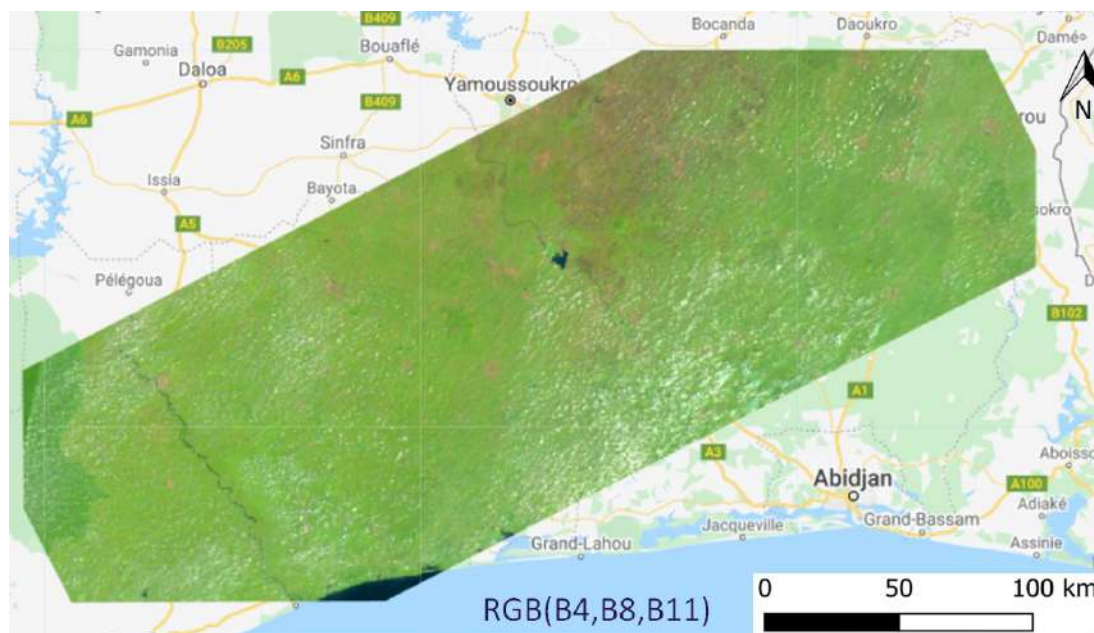 B409
Bocanda
Daoukro
Gamonia
B205
Bouaflé
Damé
Daloa
A6
Yamoussoukro
B409
A6
N
rou
Sinfra
Issia
Bayota
sokro
A5
Pélégoua
B102
A1
A3
Aboisso
Abidjan
A100
Adiaké
Jacqueville
Grand-Bassam
Grand-Lahou
Assinie
0 50 100 km
RGB(B4,B8,B11)